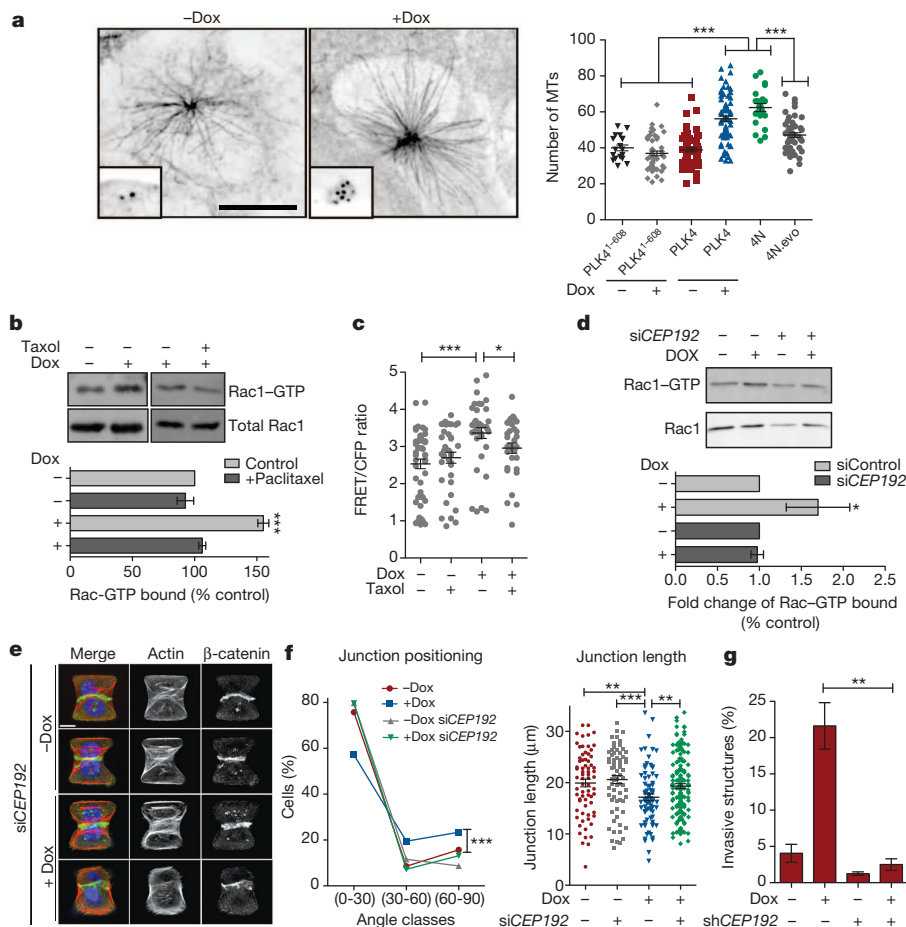 a
–Dox
+Dox
Number of MTs
100
80
60
40
20
0
PLK4¹⁻⁶⁰⁸
PLK4¹⁻⁶⁰⁸
PLK4
PLK4
4N
4N.evo
*** ***
Dox – + – +
b
Taxol – – – +
Dox – + + +
Rac1–GTP
Total Rac1
Dox
– – + +
Control
+Paclitaxel
***
0 50 100 150
Rac-GTP bound (% control)
c
*** *
FRET/CFP ratio
5
4
3
2
1
0
Dox – – + +
Taxol – + – +
d
siCEP192 – – + +
DOX – + – +
Rac1–GTP
Rac1
Dox
– + – +
siControl
siCEP192
*
0.0 0.5 1.0 1.5 2.0 2.5
Fold change of Rac–GTP bound
(% control)
e
Merge Actin β-catenin
siCEP192
–Dox
+ Dox
f
Junction positioning
–Dox
+Dox
–Dox siCEP192
+Dox siCEP192
Cells (%)
80
60
40
20
0
***
(0-30) (30-60) (60-90)
Angle classes
Junction length
** *** **
Junction length (µm)
30
20
10
0
Dox – – + +
siCEP192 – + – +
g
**
Invasive structures (%)
25
20
15
10
5
0
Dox – + – +
shCEP192 – – + +